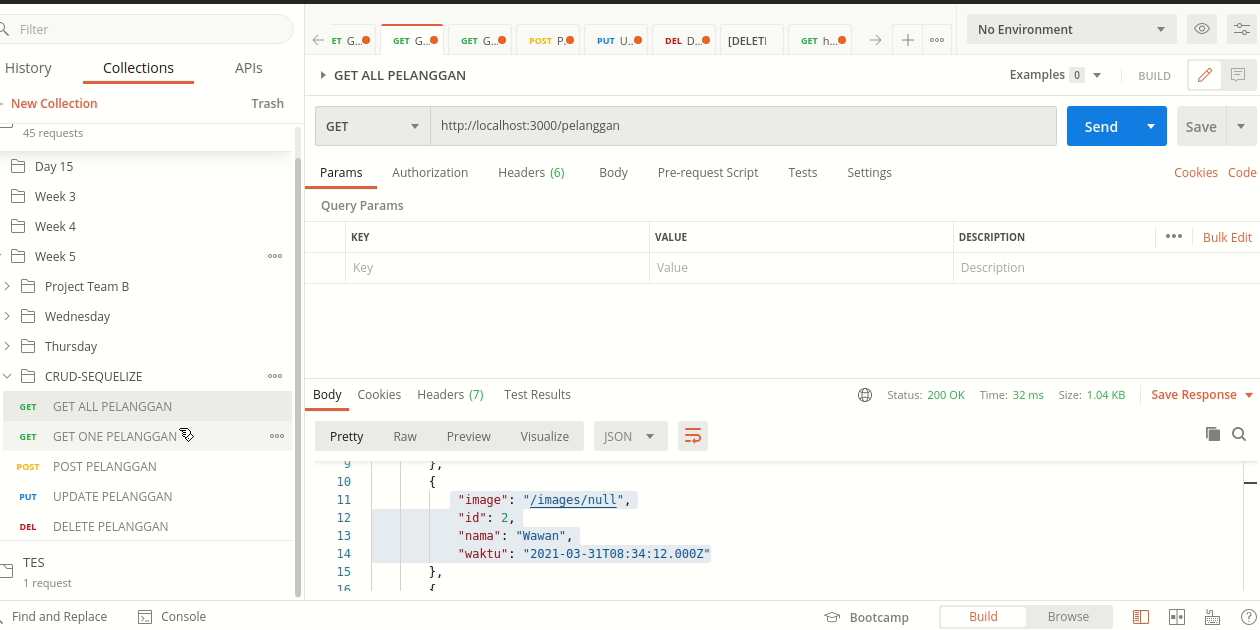 Filter
History
Collections
APIs
New Collection
Trash
45 requests
Day 15
Week 3
Week 4
Week 5
Project Team B
Wednesday
Thursday
CRUD-SEQUELIZE
GET GET ALL PELANGGAN
GET GET ONE PELANGGAN
POST POST PELANGGAN
PUT UPDATE PELANGGAN
DEL DELETE PELANGGAN
TES
1 request
ET G...
GET G...
GET G...
POST P.
PUT U..
DEL D...
[DELETI
GET h...
No Environment
GET ALL PELANGGAN
Examples 0
BUILD
GET
http://localhost:3000/pelanggan
Send
Save
Params
Authorization
Headers (6)
Body
Pre-request Script
Tests
Settings
Cookies
Code
Query Params
KEY
VALUE
DESCRIPTION
Bulk Edit
Key
Value
Description
Body
Cookies
Headers (7)
Test Results
Status: 200 OK
Time: 32 ms
Size: 1.04 KB
Save Response
Pretty
Raw
Preview
Visualize
JSON
9 },
10 {
11 "image": "/images/null",
12 "id": 2,
13 "nama": "Wawan",
14 "waktu": "2021-03-31T08:34:12.000Z"
15 },
16 {
Find and Replace
Console
Bootcamp
Build
Browse